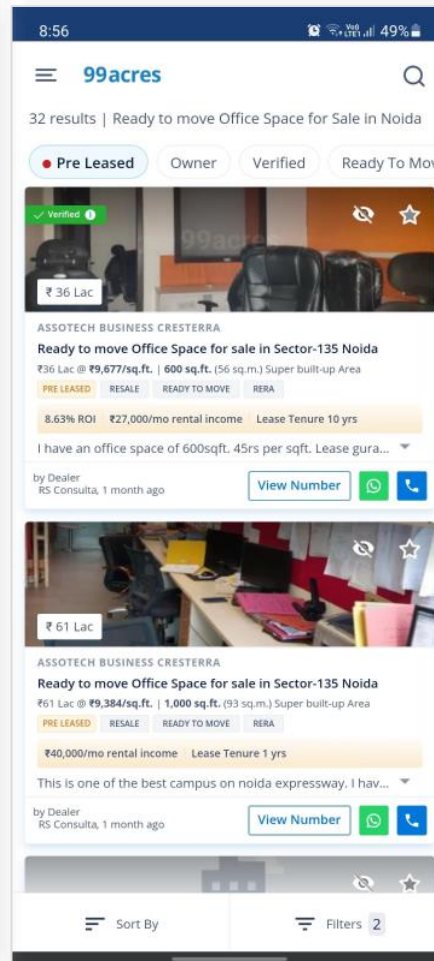 8:56
Vo9 LTE1 49%
99acres
32 results | Ready to move Office Space for Sale in Noida
Pre Leased Owner Verified Ready To Mov
Verified
99acre
₹ 36 Lac
ASSOTECH BUSINESS CRESTERRA
Ready to move Office Space for sale in Sector-135 Noida
₹36 Lac @ ₹9,677/sq.ft. | 600 sq.ft. (56 sq.m.) Super built-up Area
PRE LEASED RESALE READY TO MOVE RERA
8.63% ROI ₹27,000/mo rental income Lease Tenure 10 yrs
I have an office space of 600sqft. 45rs per sqft. Lease gura...
by Dealer
RS Consulta, 1 month ago
View Number
₹ 61 Lac
ASSOTECH BUSINESS CRESTERRA
Ready to move Office Space for sale in Sector-135 Noida
₹61 Lac @ ₹9,384/sq.ft. | 1,000 sq.ft. (93 sq.m.) Super built-up Area
PRE LEASED RESALE READY TO MOVE RERA
₹40,000/mo rental income Lease Tenure 1 yrs
This is one of the best campus on noida expressway. I hav...
by Dealer
RS Consulta, 1 month ago
View Number
Sort By Filters 2